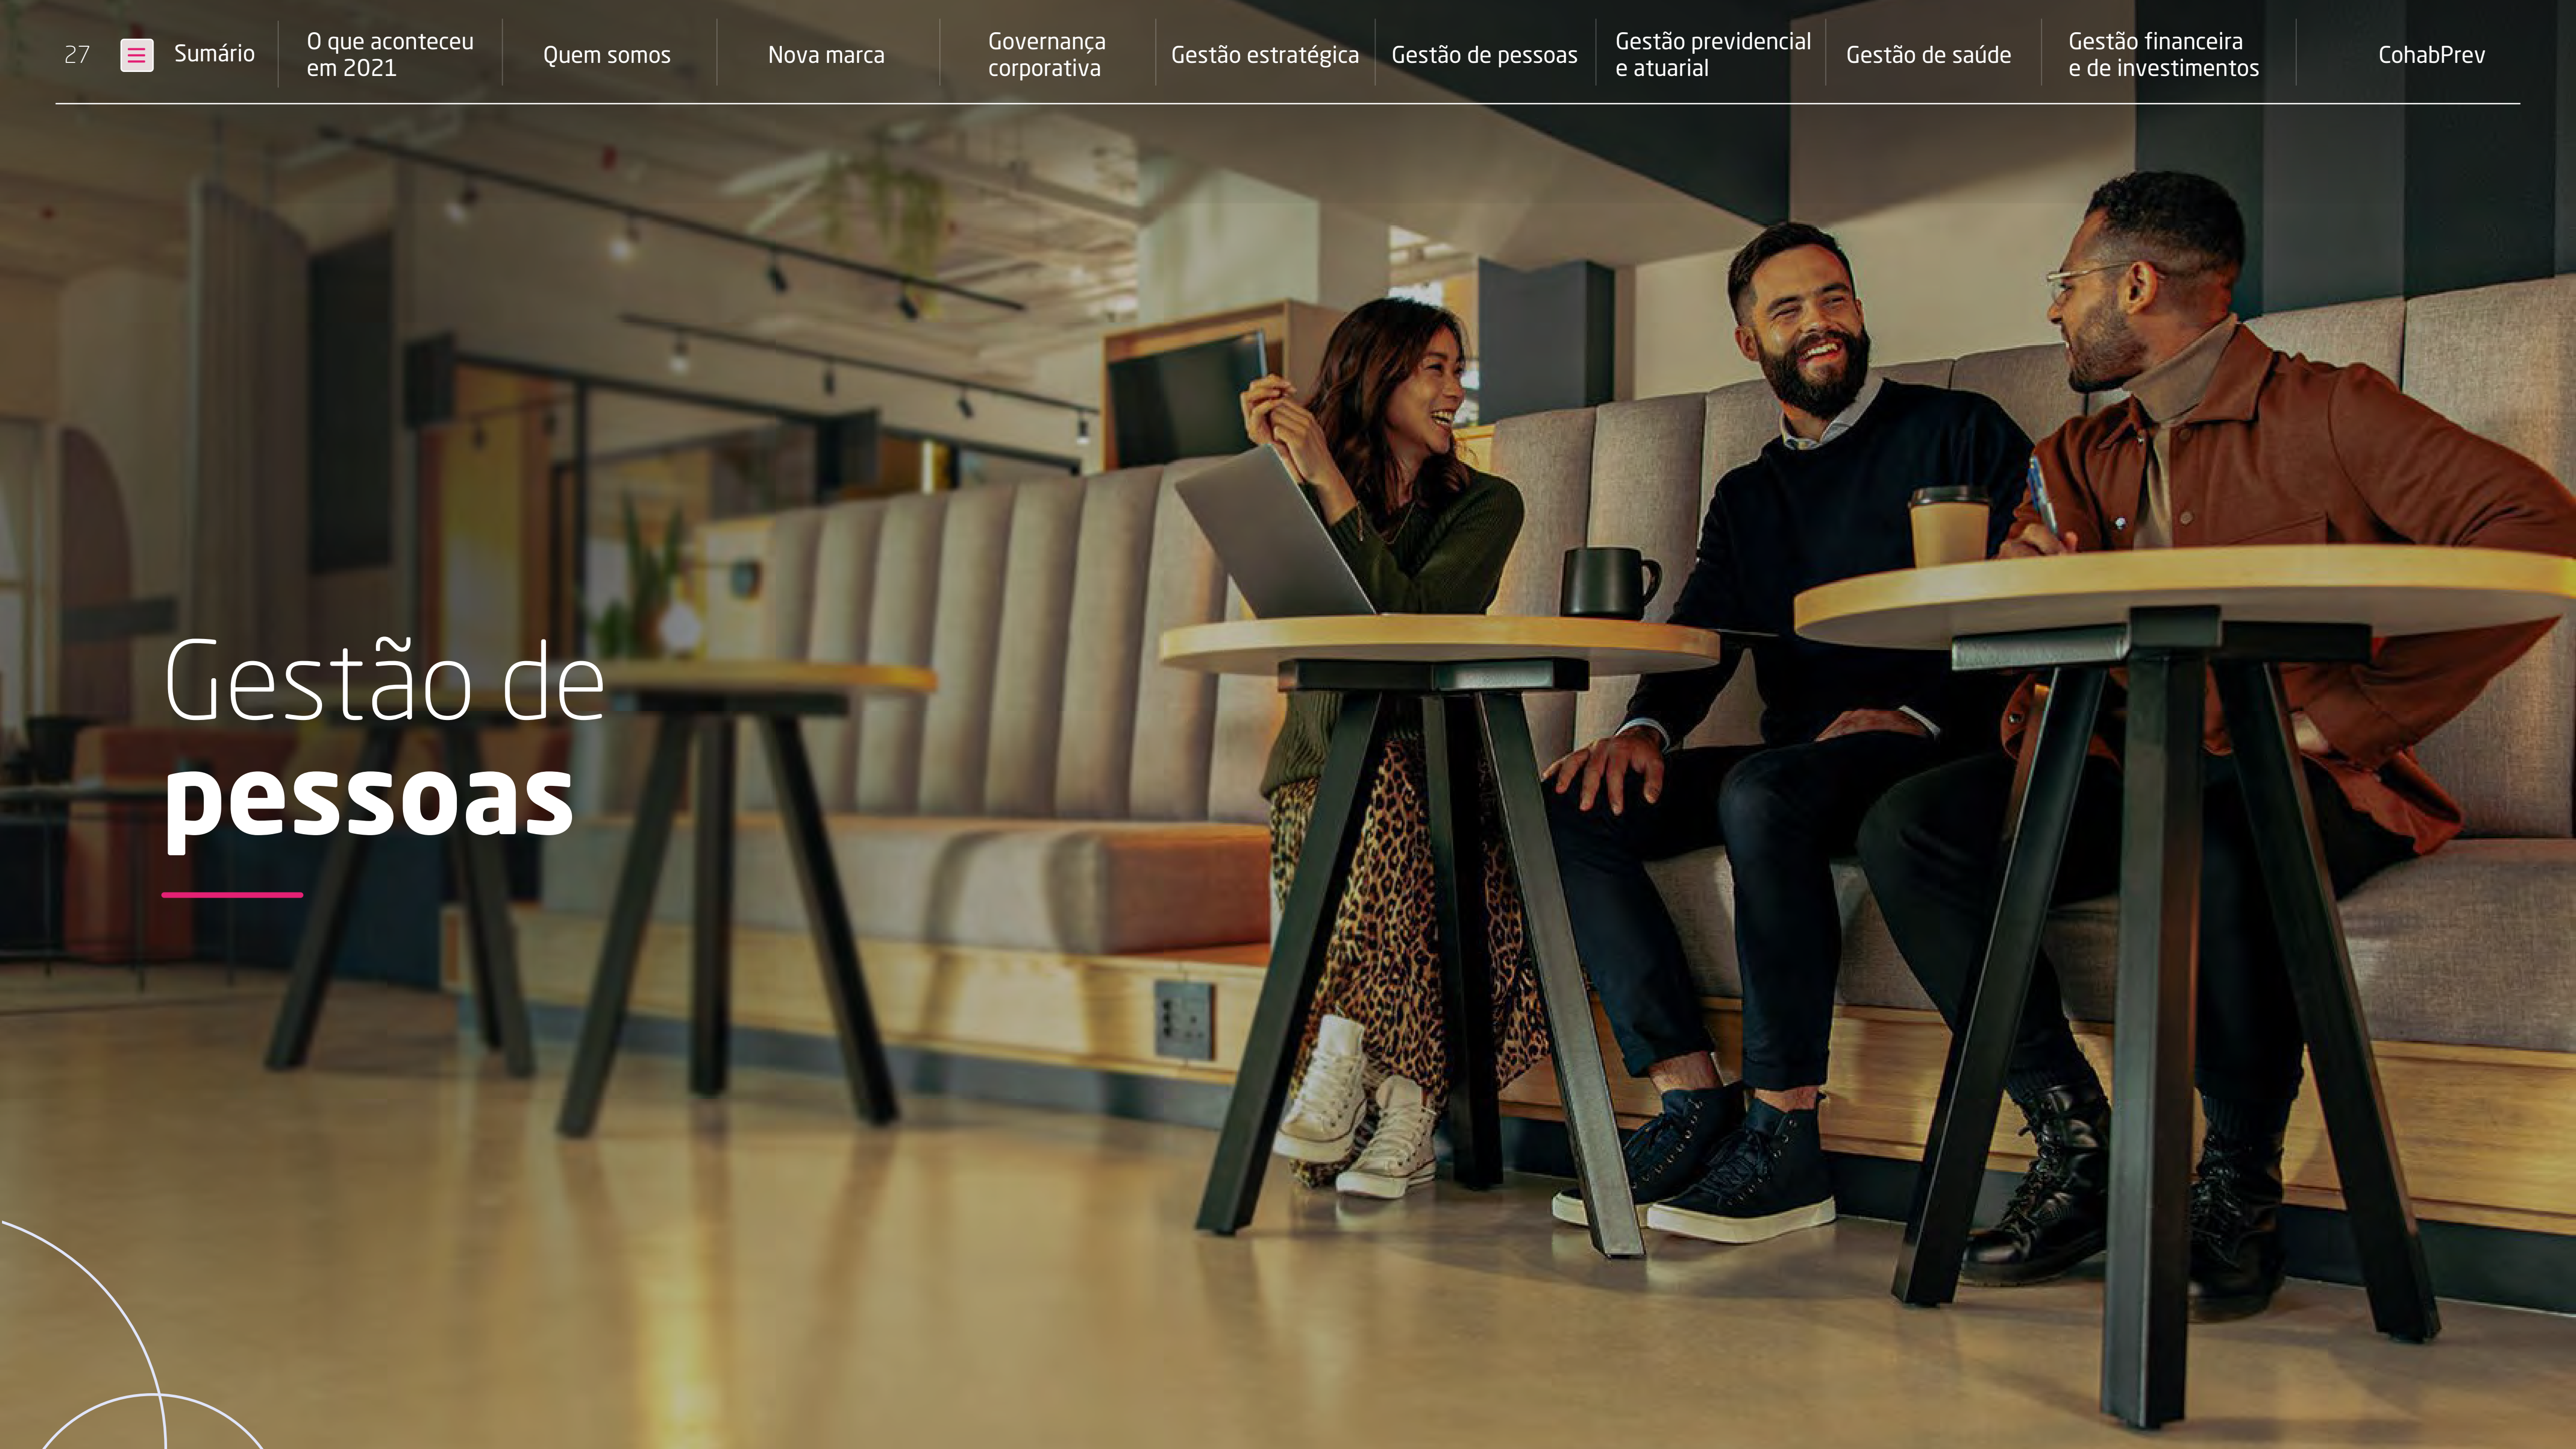 27
Sumário
O que aconteceu
em 2021
Quem somos
Nova marca
Governança
corporativa
Gestão estratégica
Gestão de pessoas
Gestão previdencial
e atuarial
Gestão de saúde
Gestão financeira
e de investimentos
CohabPrev
Gestão de
pessoas